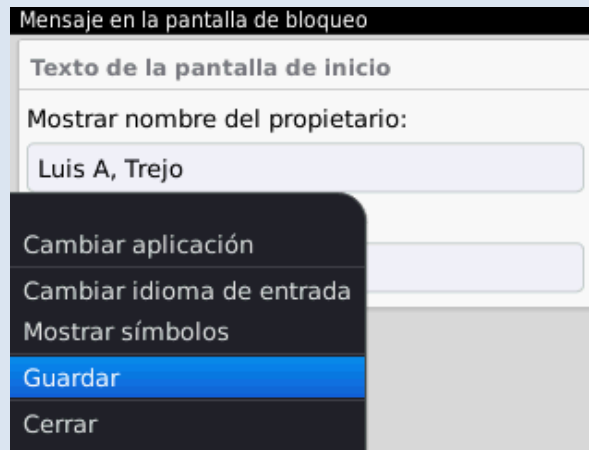 Mensaje en la pantalla de bloqueo
Texto de la pantalla de inicio
Mostrar nombre del propietario:
Luis A, Trejo
Cambiar aplicación
Cambiar idioma de entrada
Mostrar símbolos
Guardar
Cerrar